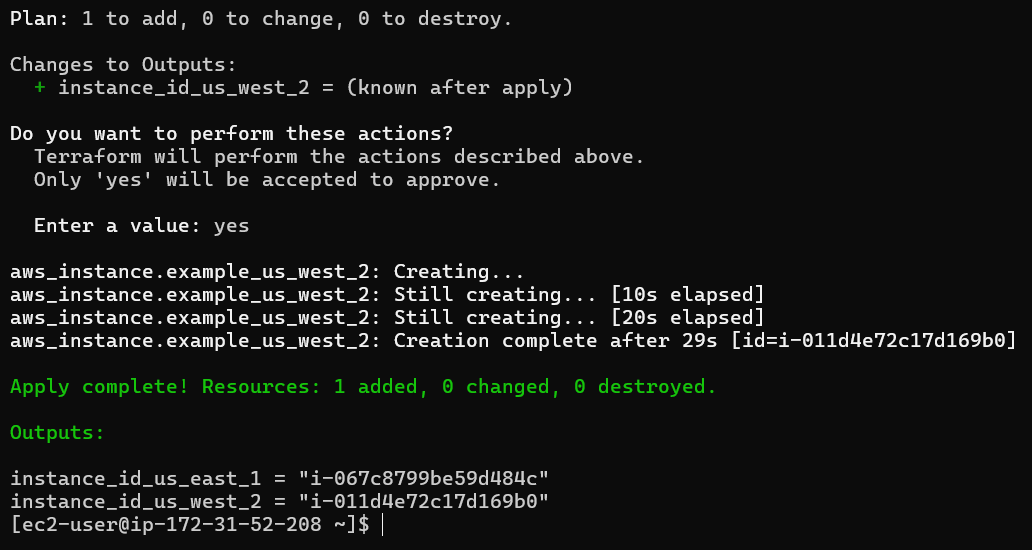 Plan: 1 to add, 0 to change, 0 to destroy.
Changes to Outputs:
+ instance_id_us_west_2 = (known after apply)
Do you want to perform these actions?
Terraform will perform the actions described above.
Only 'yes' will be accepted to approve.
Enter a value: yes
aws_instance.example_us_west_2: Creating...
aws_instance.example_us_west_2: Still creating... [10s elapsed]
aws_instance.example_us_west_2: Still creating... [20s elapsed]
aws_instance.example_us_west_2: Creation complete after 29s [id=i-011d4e72c17d169b0]
Apply complete! Resources: 1 added, 0 changed, 0 destroyed.
Outputs:
instance_id_us_east_1 = "i-067c8799be59d484c"
instance_id_us_west_2 = "i-011d4e72c17d169b0"
[ec2-user@ip-172-31-52-208 ~]$